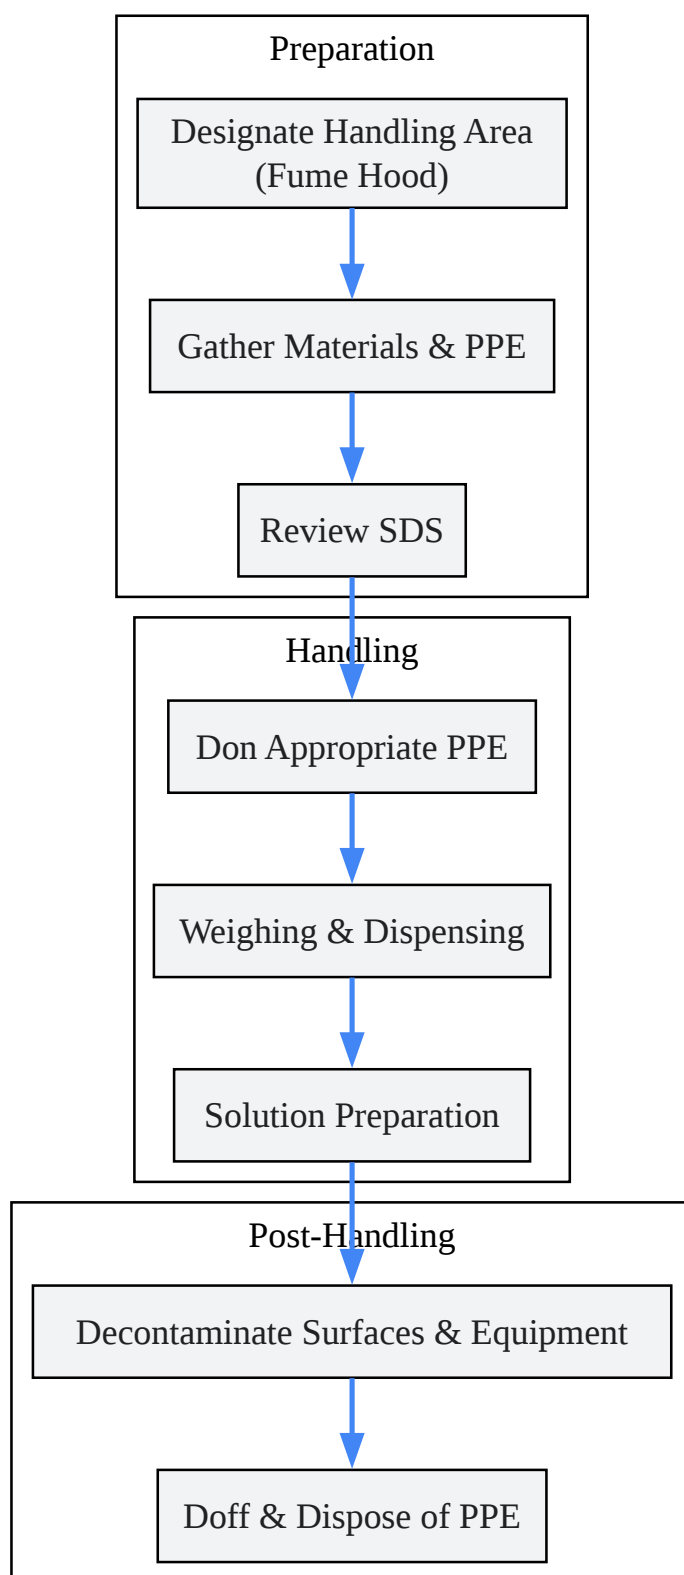 Preparation
Designate Handling Area
(Fume Hood)
Gather Materials & PPE
Review SDS
Handling
Don Appropriate PPE
Weighing & Dispensing
Solution Preparation
Post-Handling
Decontaminate Surfaces & Equipment
Doff & Dispose of PPE